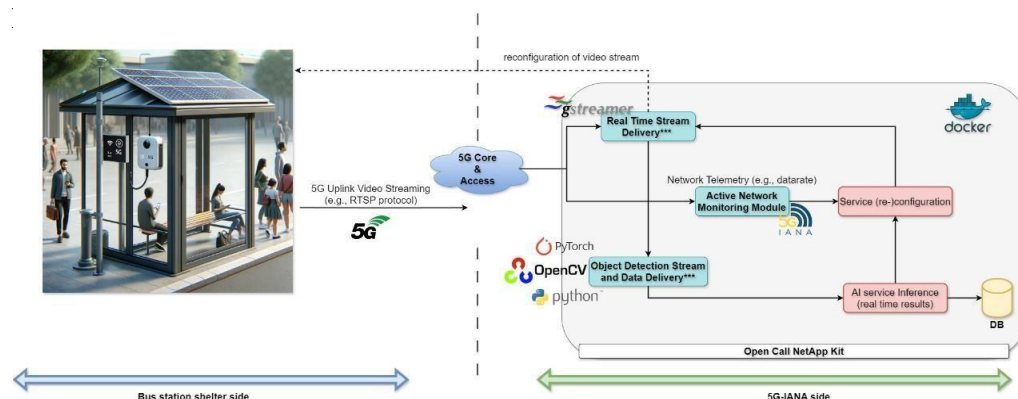 reconfiguration of video stream
gstreamer
docker
Real Time Stream
Delivery***
5G Core
&
Access
5G Uplink Video Streaming
(e.g., RTSP protocol)
5G
Network Telemetry (e.g., datarate)
Active Network
Monitoring Module
5G
IANA
Service (re-)configuration
PyTorch
OpenCV
python
Object Detection Stream
and Data Delivery***
AI service Inference
(real time results)
DB
Open Call NetApp Kit
Bus station shelter side
5G-IANA side